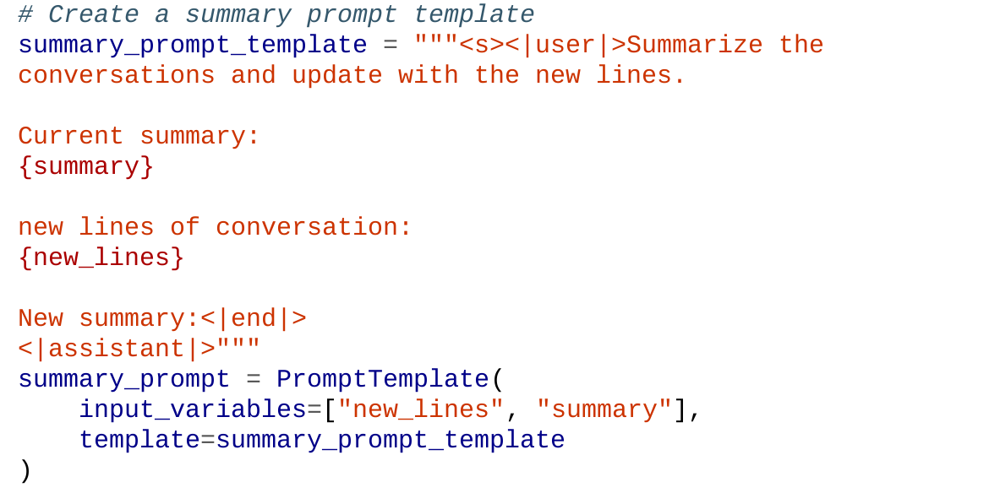 # Create a summary prompt template
summary_prompt_template = """<s><|user|>Summarize the
conversations and update with the new lines.
Current summary:
{summary}
new lines of conversation:
{new_lines}
New summary:<|end|>
<|assistant|>"""
summary_prompt = PromptTemplate(
    input_variables=["new_lines", "summary"],
    template=summary_prompt_template
)